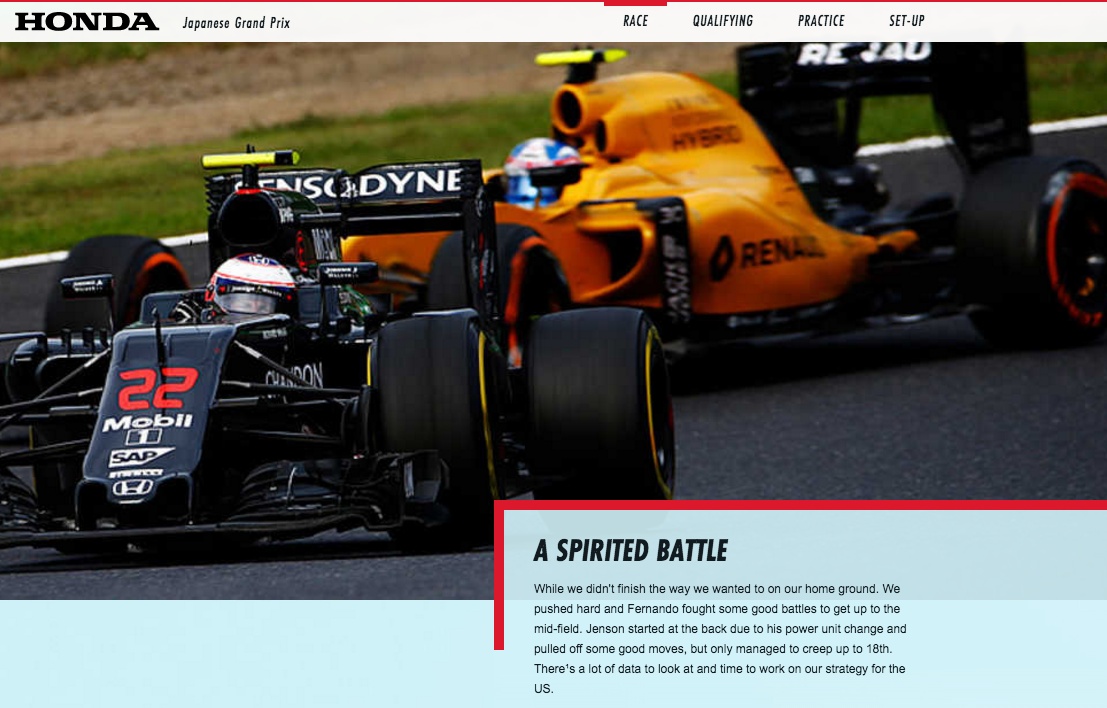 HONDA
Japanese Grand Prix
RACE
QUALIFYING
PRACTICE
SET-UP
SENSODYNE
HYBRID
RENAULT
22
CHANDON
Mobil
1
SAP
A SPIRITED BATTLE
While we didn't finish the way we wanted to on our home ground. We
pushed hard and Fernando fought some good battles to get up to the
mid-field. Jenson started at the back due to his power unit change and
pulled off some good moves, but only managed to creep up to 18th.
There's a lot of data to look at and time to work on our strategy for the
US.